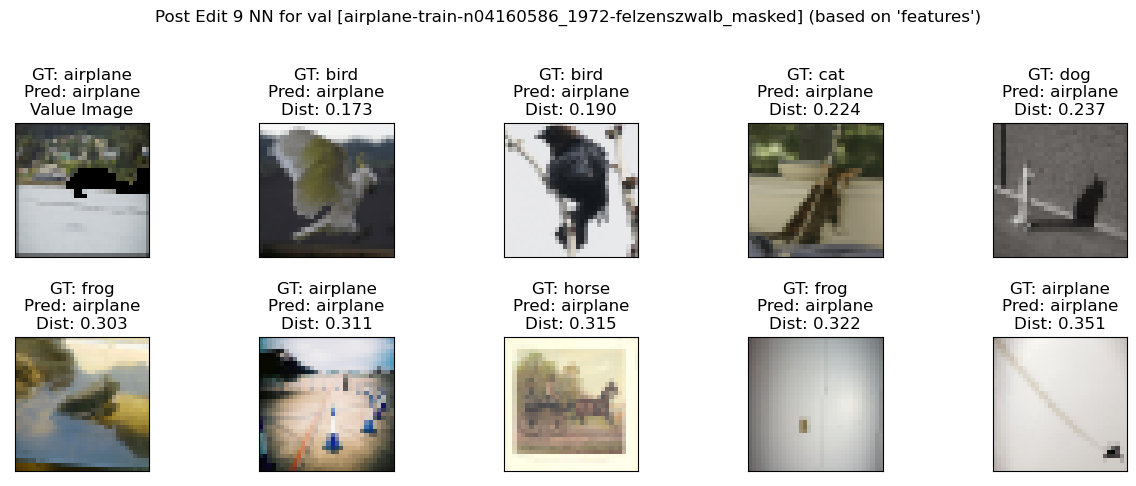 Post Edit 9 NN for val [airplane-train-n04160586_1972-felzenszwalb_masked] (based on 'features')
GT: airplane
Pred: airplane
Value Image
GT: bird
Pred: airplane
Dist: 0.173
GT: bird
Pred: airplane
Dist: 0.190
GT: cat
Pred: airplane
Dist: 0.224
GT: dog
Pred: airplane
Dist: 0.237
GT: frog
Pred: airplane
Dist: 0.303
GT: airplane
Pred: airplane
Dist: 0.311
GT: horse
Pred: airplane
Dist: 0.315
GT: frog
Pred: airplane
Dist: 0.322
GT: airplane
Pred: airplane
Dist: 0.351